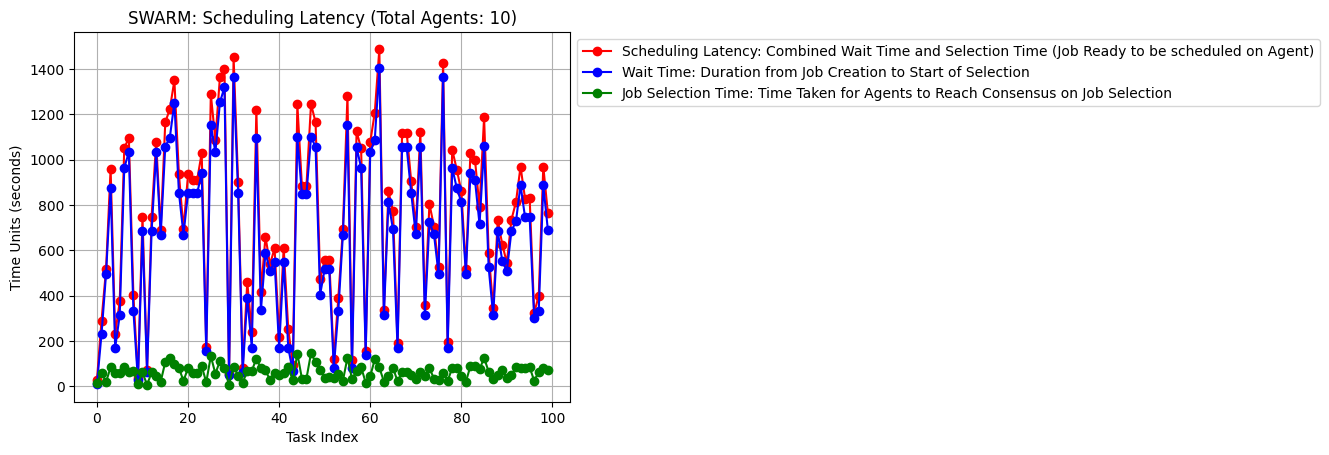 SWARM: Scheduling Latency (Total Agents: 10)
Scheduling Latency: Combined Wait Time and Selection Time (Job Ready to be scheduled on Agent)
Wait Time: Duration from Job Creation to Start of Selection
Job Selection Time: Time Taken for Agents to Reach Consensus on Job Selection
Time Units (seconds)
1400
1200
1000
800
600
400
200
0
0 20 40 60 80 100
Task Index